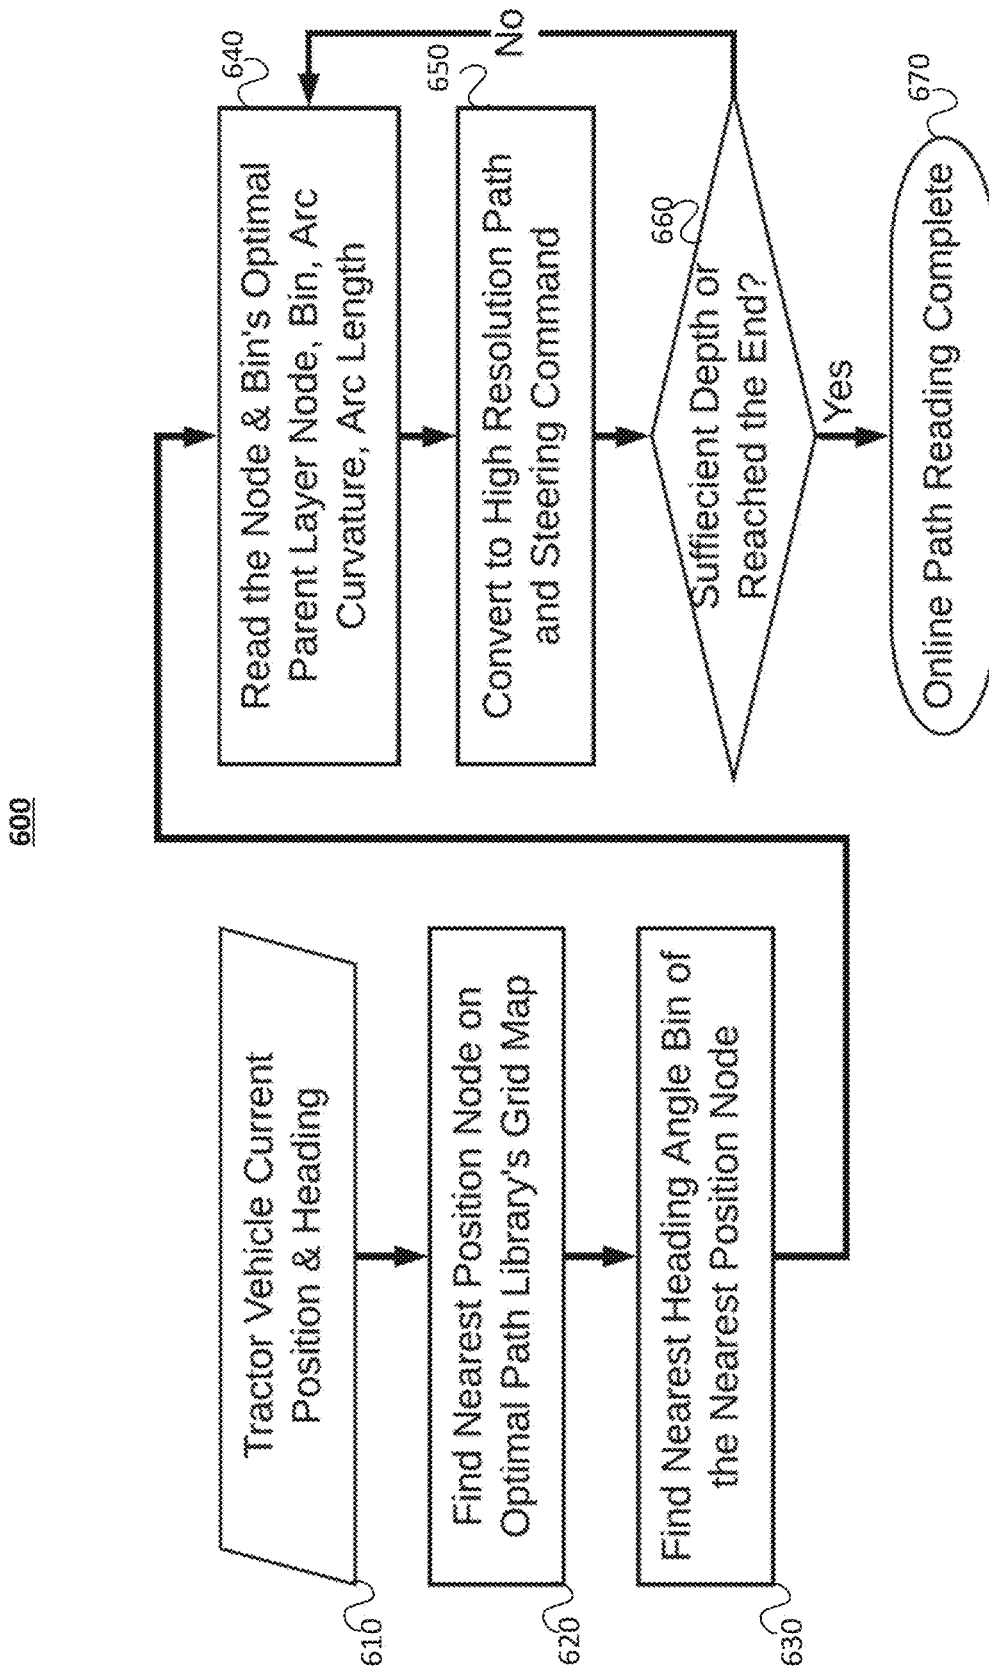 600
Tractor Vehicle Current
Position & Heading
610
Find Nearest Position Node on
Optimal Path Library's Grid Map
620
Find Nearest Heading Angle Bin of
the Nearest Position Node
630
Read the Node & Bin's Optimal
Parent Layer Node, Bin, Arc
Curvature, Arc Length
640
Convert to High Resolution Path
and Steering Command
650
Suffiecient Depth or
Reached the End?
660
No
Yes
Online Path Reading Complete
670